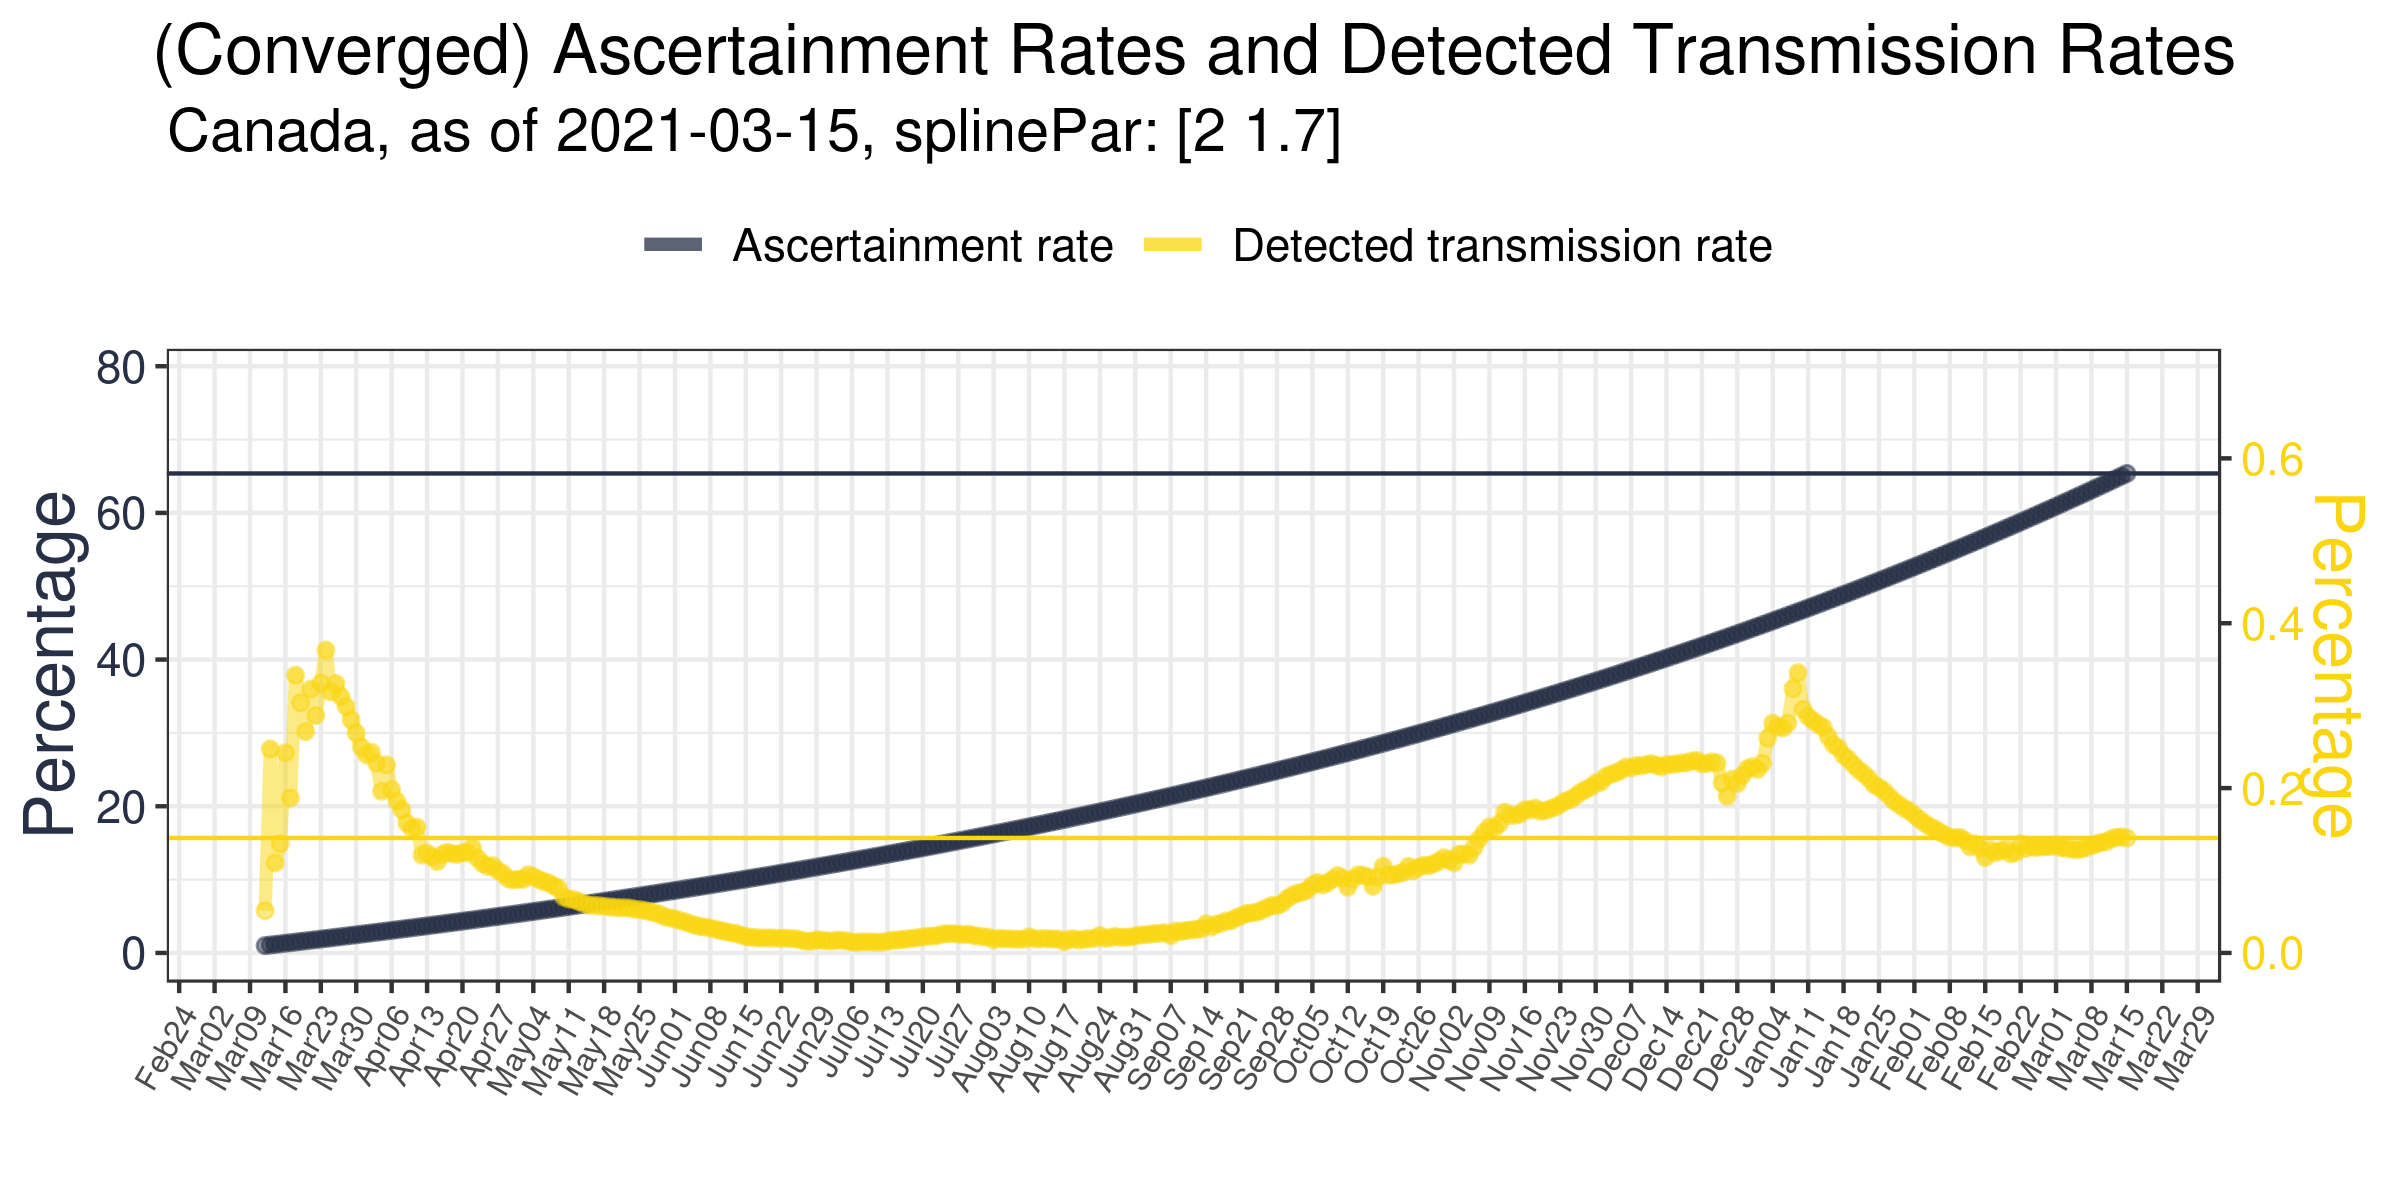 (Converged) Ascertainment Rates and Detected Transmission Rates
Canada, as of 2021-03-15, splinePar: [2 1.7]
Ascertainment rate
Detected transmission rate
Percentage
80
60
40
20
0
0.6
0.4
0.2
0.0
Percentage
Feb24
Mar02
Mar09
Mar16
Mar23
Mar30
Apr06
Apr13
Apr20
Apr27
May04
May11
May18
May25
Jun01
Jun08
Jun15
Jun22
Jun29
Jul06
Jul13
Jul20
Jul27
Aug03
Aug10
Aug17
Aug24
Aug31
Sep07
Sep14
Sep21
Sep28
Oct05
Oct12
Oct19
Oct26
Nov02
Nov09
Nov16
Nov23
Nov30
Dec07
Dec14
Dec21
Dec28
Jan04
Jan11
Jan18
Jan25
Feb01
Feb08
Feb15
Feb22
Mar01
Mar08
Mar15
Mar22
Mar29